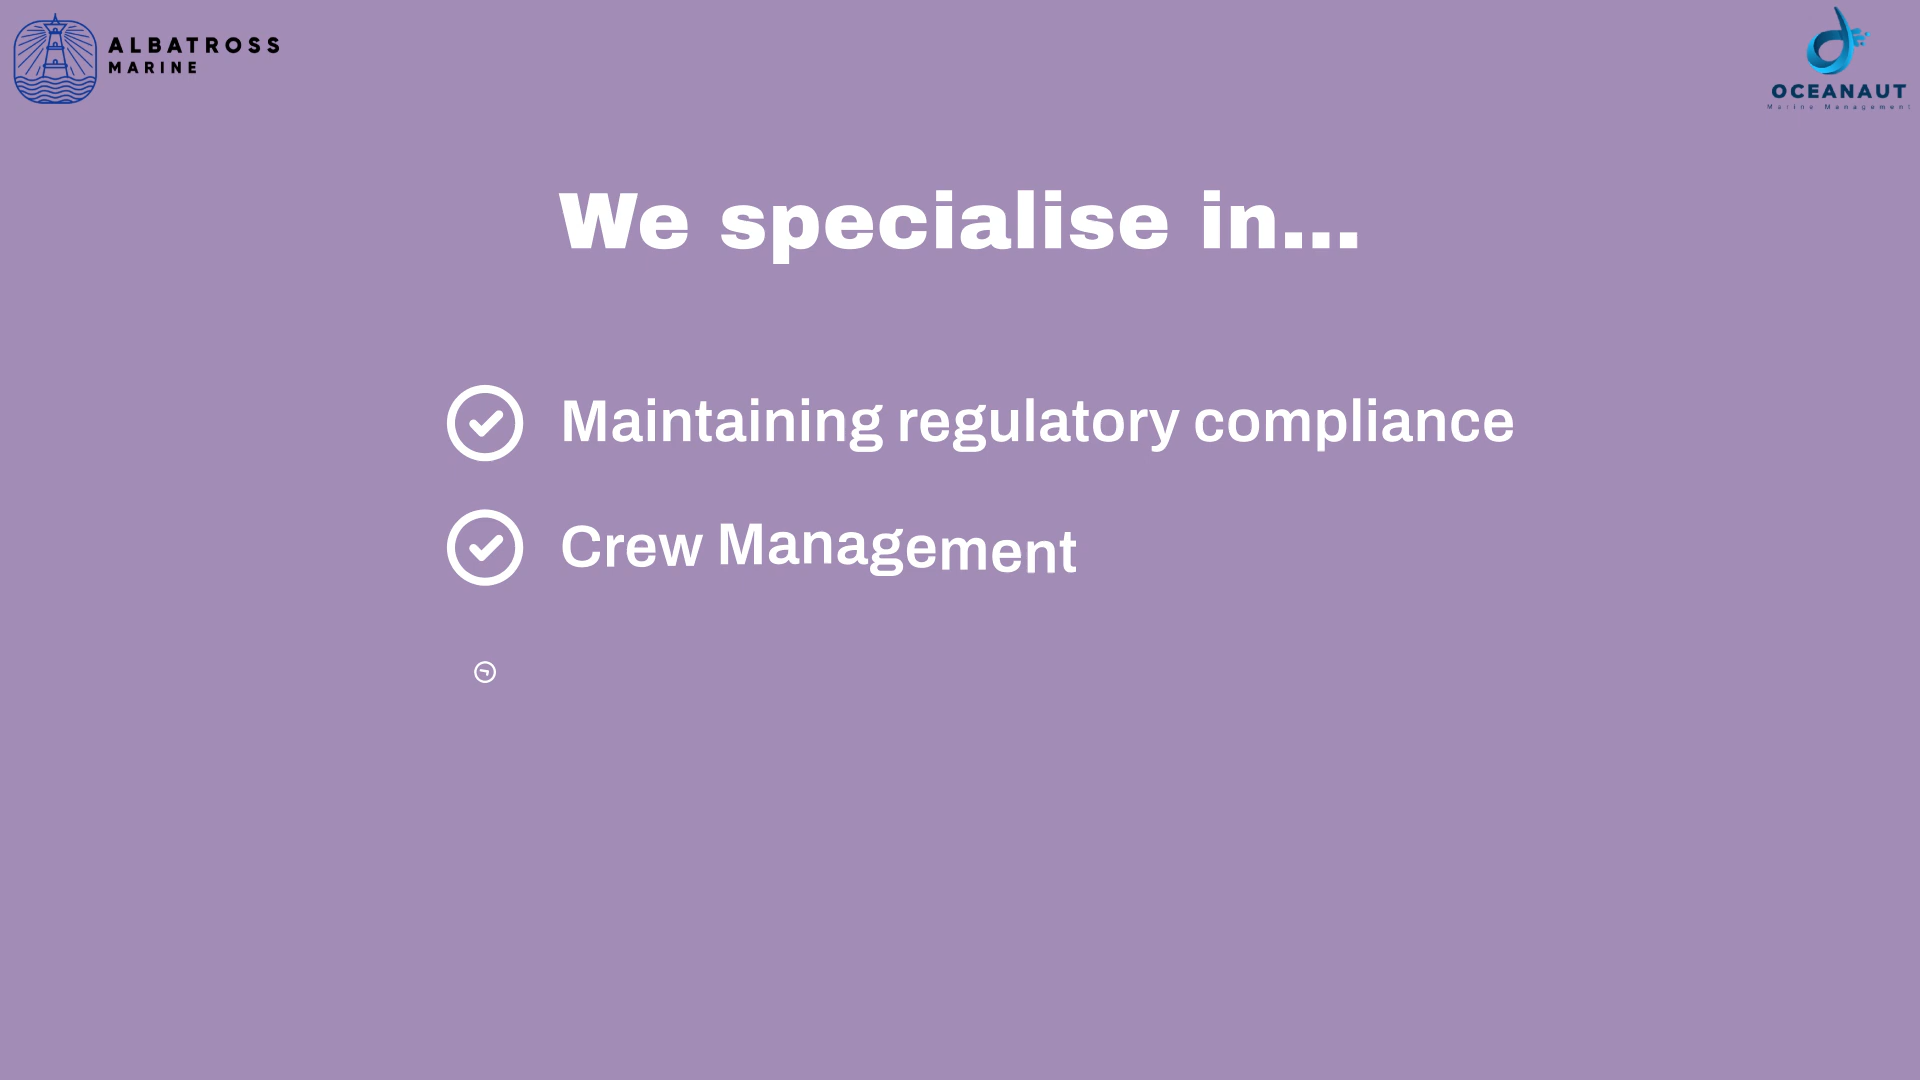 ALBATROSS
MARINE
OCEANAUT
Marine Management
We specialise in...
Maintaining regulatory compliance
Crew Management